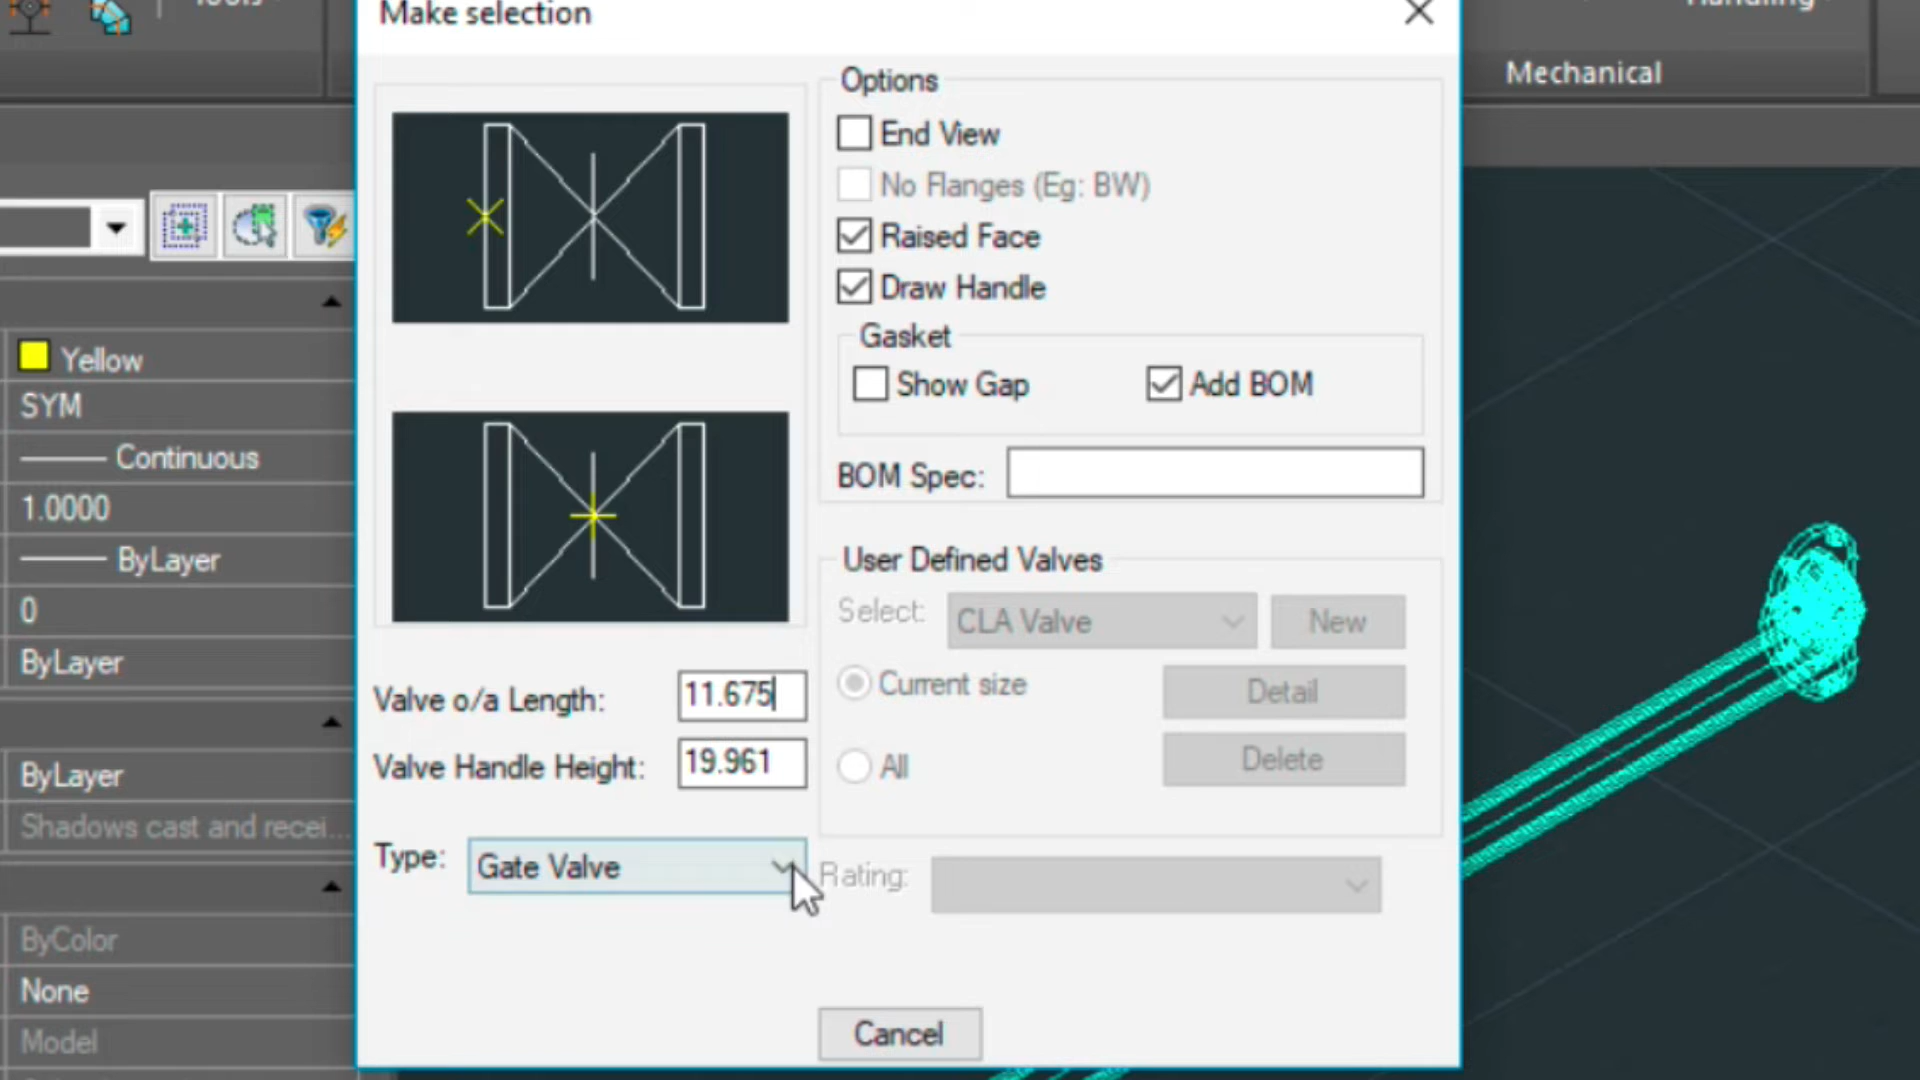 Tools
Handling
Mechanical
Make selection
Options
End View
No Flanges (Eg: BW)
Raised Face
Draw Handle
Gasket
Show Gap
Add BOM
BOM Spec:
User Defined Valves
Select:
CLA Valve
New
Current size
Detail
All
Delete
Valve o/a Length:
11.675
Valve Handle Height:
19.961
Type:
Gate Valve
Rating:
Cancel
Yellow
SYM
Continuous
1.0000
ByLayer
0
ByLayer
ByLayer
Shadows cast and recei...
ByColor
None
Model